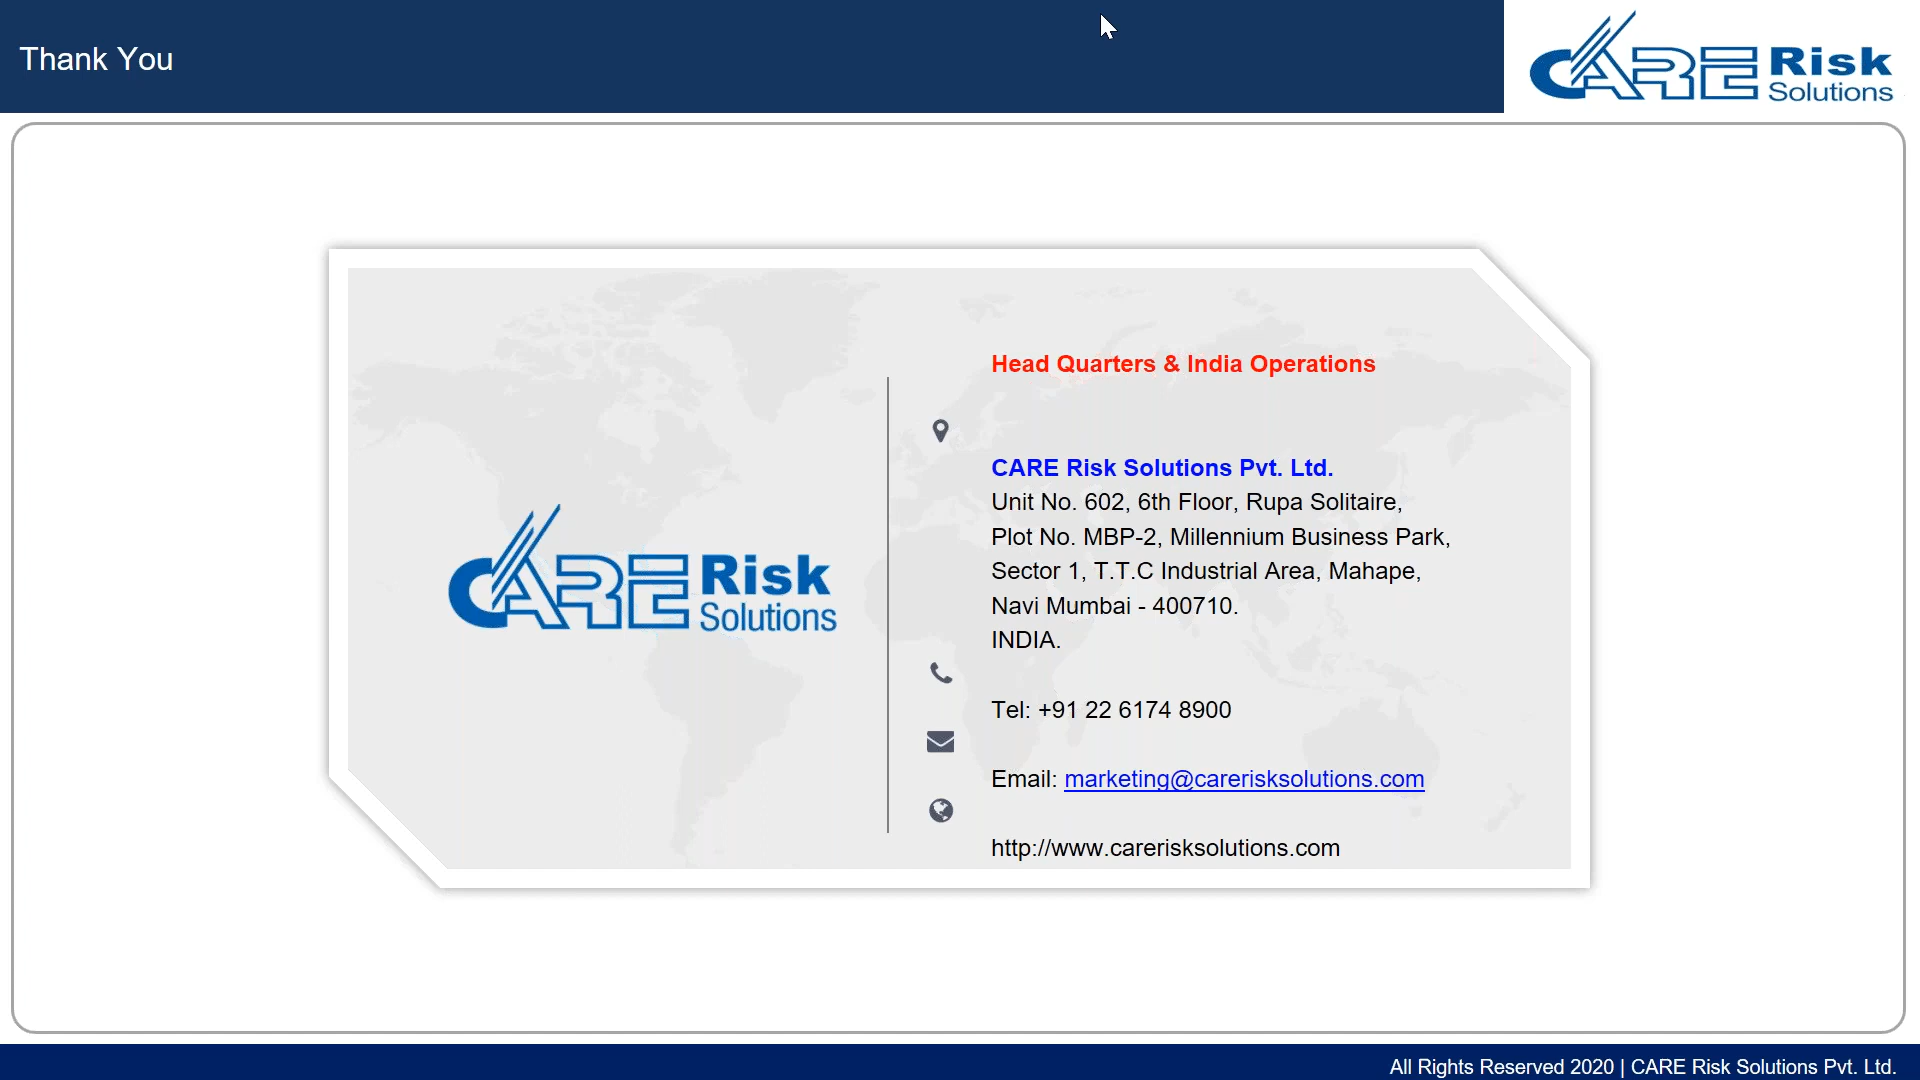 Thank You
CARE Risk
Solutions
Head Quarters & India Operations
CARE Risk
Solutions
CARE Risk Solutions Pvt. Ltd.
Unit No. 602, 6th Floor, Rupa Solitaire,
Plot No. MBP-2, Millennium Business Park,
Sector 1, T.T.C Industrial Area, Mahape,
Navi Mumbai - 400710.
INDIA.
Tel: +91 22 6174 8900
Email: marketing@carerisksolutions.com
http://www.carerisksolutions.com
All Rights Reserved 2020 | CARE Risk Solutions Pvt. Ltd.